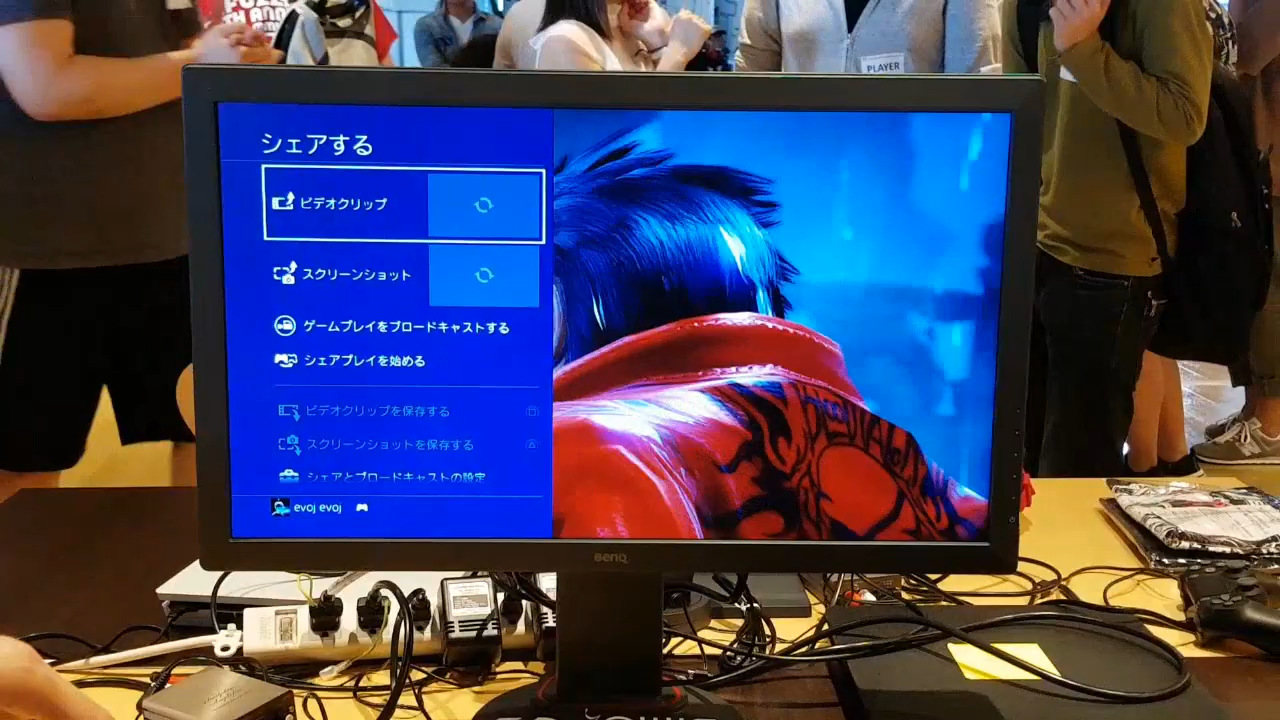 PLAYER
シェアする
ビデオクリップ
スクリーンショット
ゲームプレイをブロードキャストする
シェアプレイを始める
ビデオクリップを保存する
スクリーンショットを保存する
シェアとブロードキャストの設定
evoj evoj
BenQ